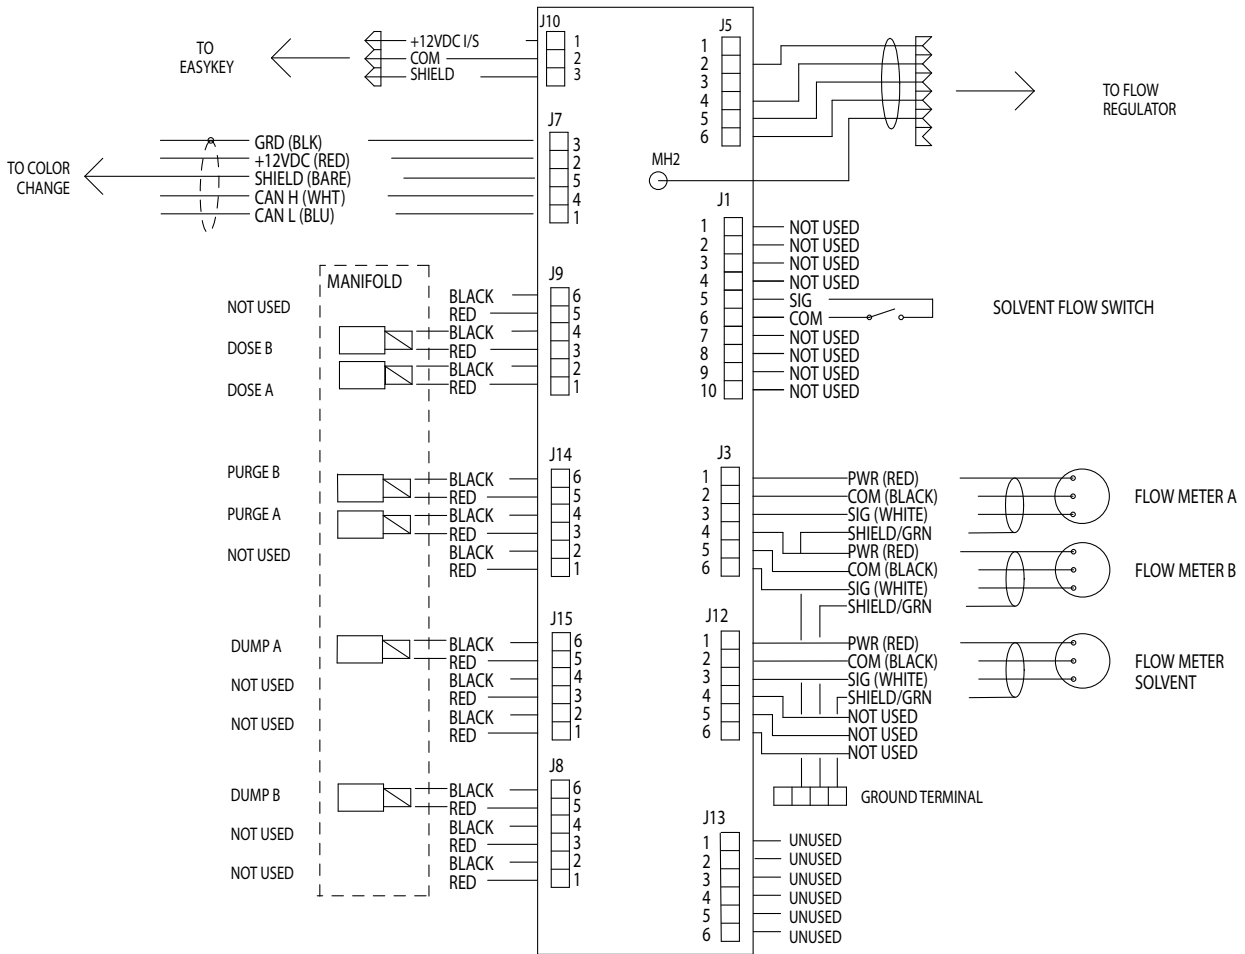 J10
TO
EASYKEY
+12VDC I/S
COM
SHIELD
1
2
3
J7
TO COLOR
CHANGE
GRD (BLK)
+12VDC (RED)
SHIELD (BARE)
CAN H (WHT)
CAN L (BLU)
3
2
5
4
1
MANIFOLD
J9
NOT USED
DOSE B
DOSE A
BLACK 6
RED 5
BLACK 4
RED 3
BLACK 2
RED 1
J14
PURGE B
PURGE A
NOT USED
BLACK 6
RED 5
BLACK 4
RED 3
BLACK 2
RED 1
J15
DUMP A
NOT USED
NOT USED
BLACK 6
RED 5
BLACK 4
RED 3
BLACK 2
RED 1
J8
DUMP B
NOT USED
NOT USED
BLACK 6
RED 5
BLACK 4
RED 3
BLACK 2
RED 1
J5
1
2
3
4
5
6
TO FLOW
REGULATOR
MH2
J1
1 NOT USED
2 NOT USED
3 NOT USED
4 NOT USED
5 SIG
6 COM
7 NOT USED
8 NOT USED
9 NOT USED
10 NOT USED
SOLVENT FLOW SWITCH
J3
1
2
3
4
5
6
PWR (RED)
COM (BLACK)
SIG (WHITE)
SHIELD/GRN
PWR (RED)
COM (BLACK)
SIG (WHITE)
SHIELD/GRN
FLOW METER A
FLOW METER B
J12
1
2
3
4
5
6
PWR (RED)
COM (BLACK)
SIG (WHITE)
SHIELD/GRN
NOT USED
NOT USED
NOT USED
FLOW METER
SOLVENT
GROUND TERMINAL
J13
1 UNUSED
2 UNUSED
3 UNUSED
4 UNUSED
5 UNUSED
6 UNUSED